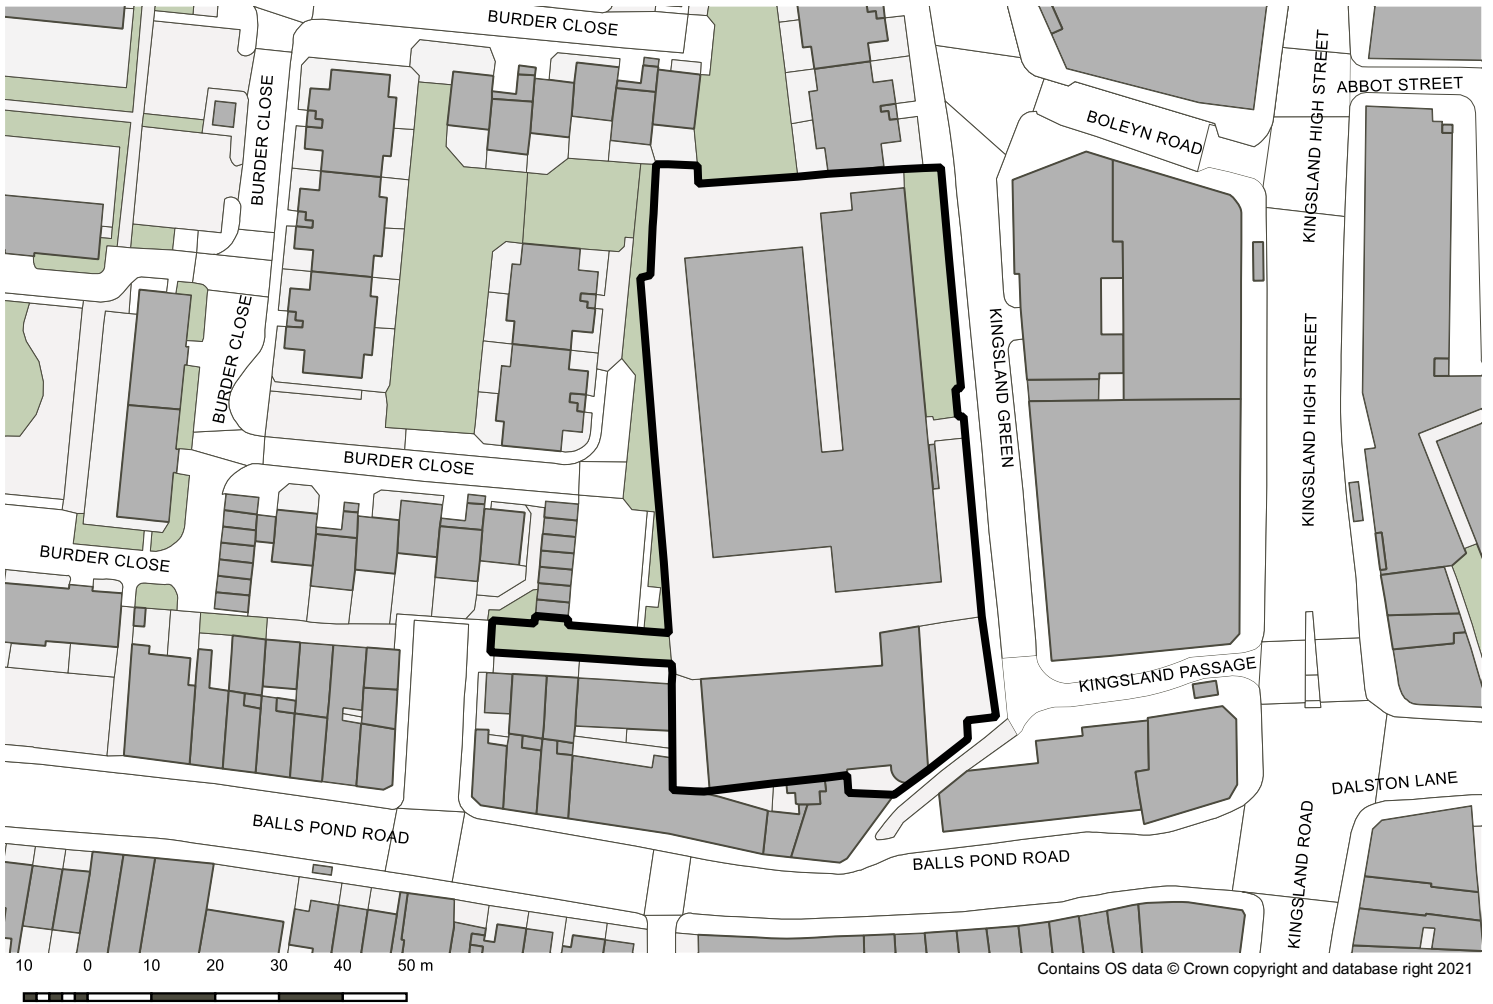 BURDER CLOSE
KINGSLAND HIGH STREET
ABBOT STREET
BURDER CLOSE
BOLEYN ROAD
BURDER CLOSE
KINGSLAND GREEN
KINGSLAND HIGH STREET
BURDER CLOSE
BURDER CLOSE
KINGSLAND PASSAGE
DALSTON LANE
BALLS POND ROAD
BALLS POND ROAD
KINGSLAND ROAD
10 0 10 20 30 40 50 m
Contains OS data © Crown copyright and database right 2021